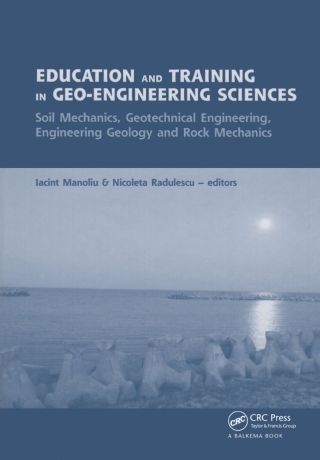 EDUCATION AND TRAINING
IN GEO-ENGINEERING SCIENCES
Soil Mechanics, Geotechnical Engineering,
Engineering Geology and Rock Mechanics
Iacint Manoliu & Nicoleta Radulescu – editors
CRC
CRC Press
Taylor & Francis Group
A BALKEMA BOOK